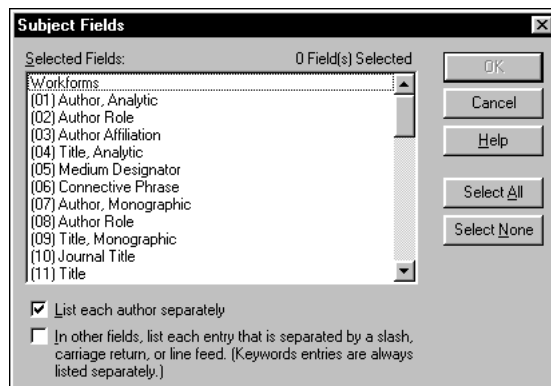 Subject Fields
Selected Fields: 0 Field(s) Selected
Workforms
(01) Author, Analytic
(02) Author Role
(03) Author Affiliation
(04) Title, Analytic
(05) Medium Designator
(06) Connective Phrase
(07) Author, Monographic
(08) Author Role
(09) Title, Monographic
(10) Journal Title
(11) Title
OK
Cancel
Help
Select All
Select None
List each author separately
In other fields, list each entry that is separated by a slash,
carriage return, or line feed. (Keywords entries are always
listed separately.)